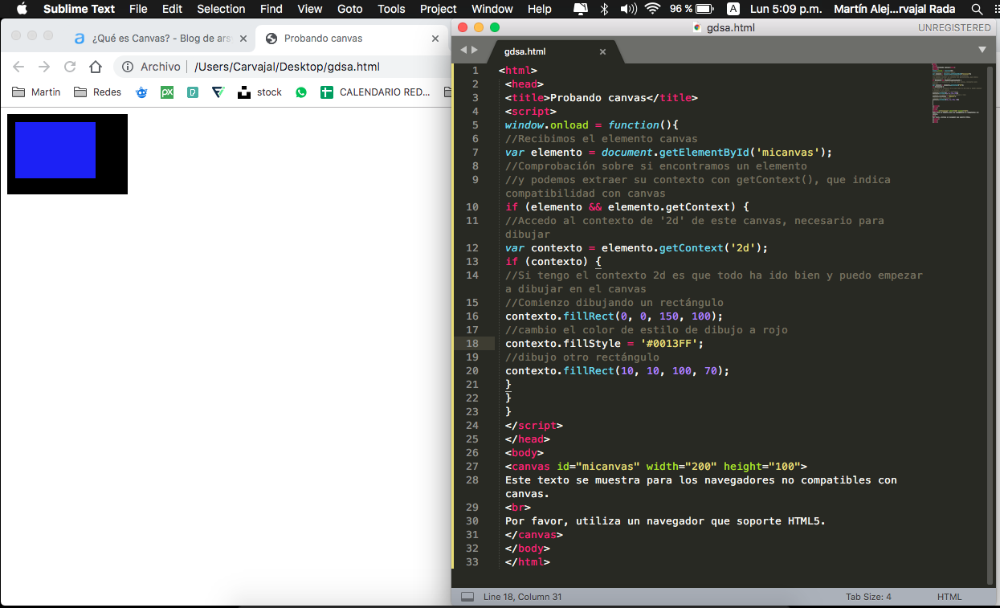 Sublime Text File Edit Selection Find View Goto Tools Project Window Help 96 % A Lun 5:09 p.m. Martín Alej...rvajal Rada
¿Qué es Canvas? - Blog de ars
Probando canvas
Archivo | /Users/Carvajal/Desktop/gdsa.html
Martin Redes PX stock CALENDARIO RED...
gdsa.html UNREGISTERED
gdsa.html
1 <html>
2 <head>
3 <title>Probando canvas</title>
4 <script>
5 window.onload = function(){
6 //Recibimos el elemento canvas
7 var elemento = document.getElementById('micanvas');
8 //Comprobación sobre si encontramos un elemento
9 //y podemos extraer su contexto con getContext(), que indica
compatibilidad con canvas
10 if (elemento && elemento.getContext) {
11 //Accedo al contexto de '2d' de este canvas, necesario para
dibujar
12 var contexto = elemento.getContext('2d');
13 if (contexto) {
14 //Si tengo el contexto 2d es que todo ha ido bien y puedo empezar
a dibujar en el canvas
15 //Comienzo dibujando un rectángulo
16 contexto.fillRect(0, 0, 150, 100);
17 //cambio el color de estilo de dibujo a rojo
18 contexto.fillStyle = '#0013FF';
19 //dibujo otro rectángulo
20 contexto.fillRect(10, 10, 100, 70);
21 }
22 }
23 }
24 </script>
25 </head>
26 <body>
27 <canvas id="micanvas" width="200" height="100">
28 Este texto se muestra para los navegadores no compatibles con
canvas.
29 <br>
30 Por favor, utiliza un navegador que soporte HTML5.
31 </canvas>
32 </body>
33 </html>
Line 18, Column 31 Tab Size: 4 HTML